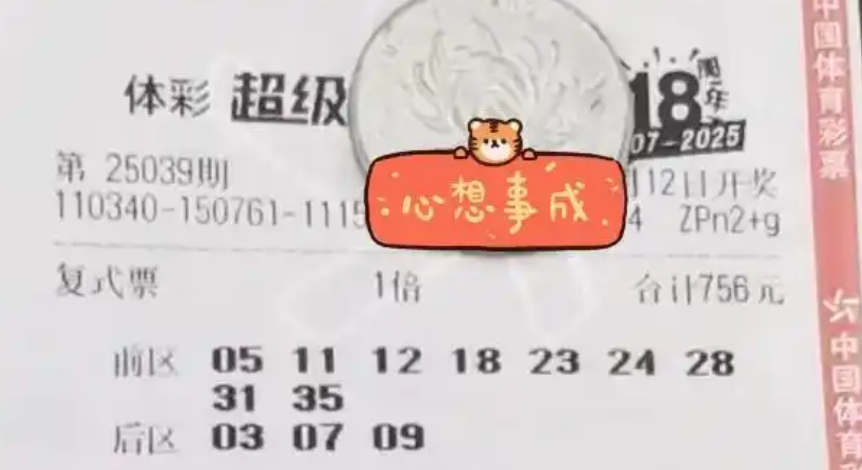 体彩 超级
18周年
07-2025
第 25039期
12日开奖
110340-150761-1115
4 ZPn2+g
心想事成
复式票 1倍 合计756元
前区 05 11 12 18 23 24 28
31 35
后区 03 07 09
中国体育彩票
中国体育